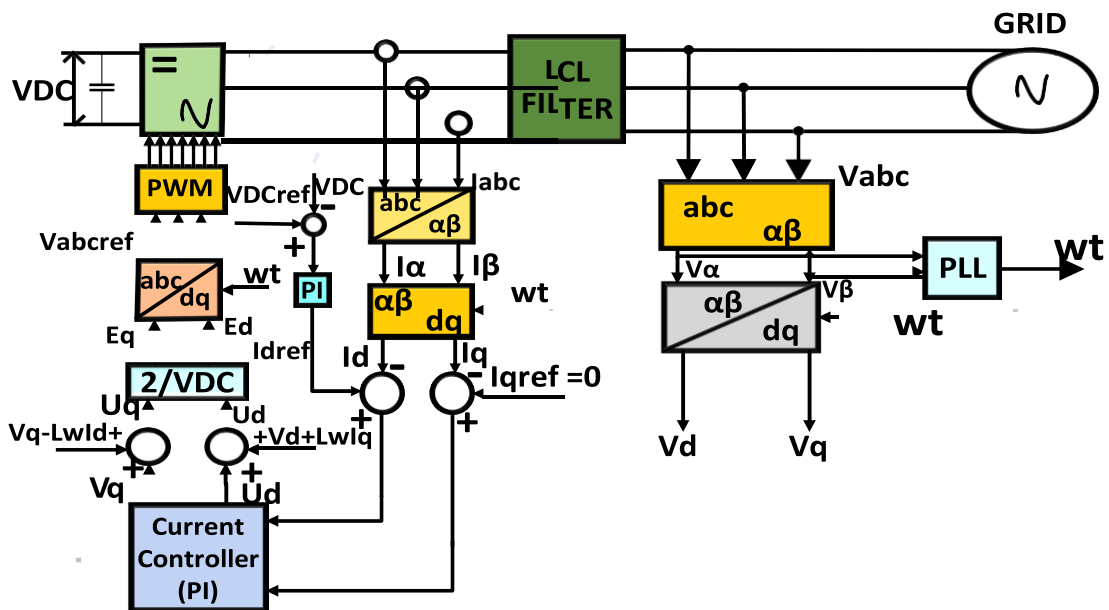 GRID
VDC
=
LCL
FILTER
PWM
VDCref
VDC
-
+
Iabc
abc
αβ
Vabc
abc
αβ
Vabcref
abc
dq
wt
Eq
Ed
PI
Iα
Iβ
αβ
dq
wt
Vα
Vβ
PLL
wt
wt
αβ
dq
Idref
Id
-
Iq
-
Iqref =0
+
+
2/VDC
Uq
Ud
Vq-LwId+
+Vd+LwIq
+
+
Vq
Ud
Vd
Vq
Current
Controller
(PI)